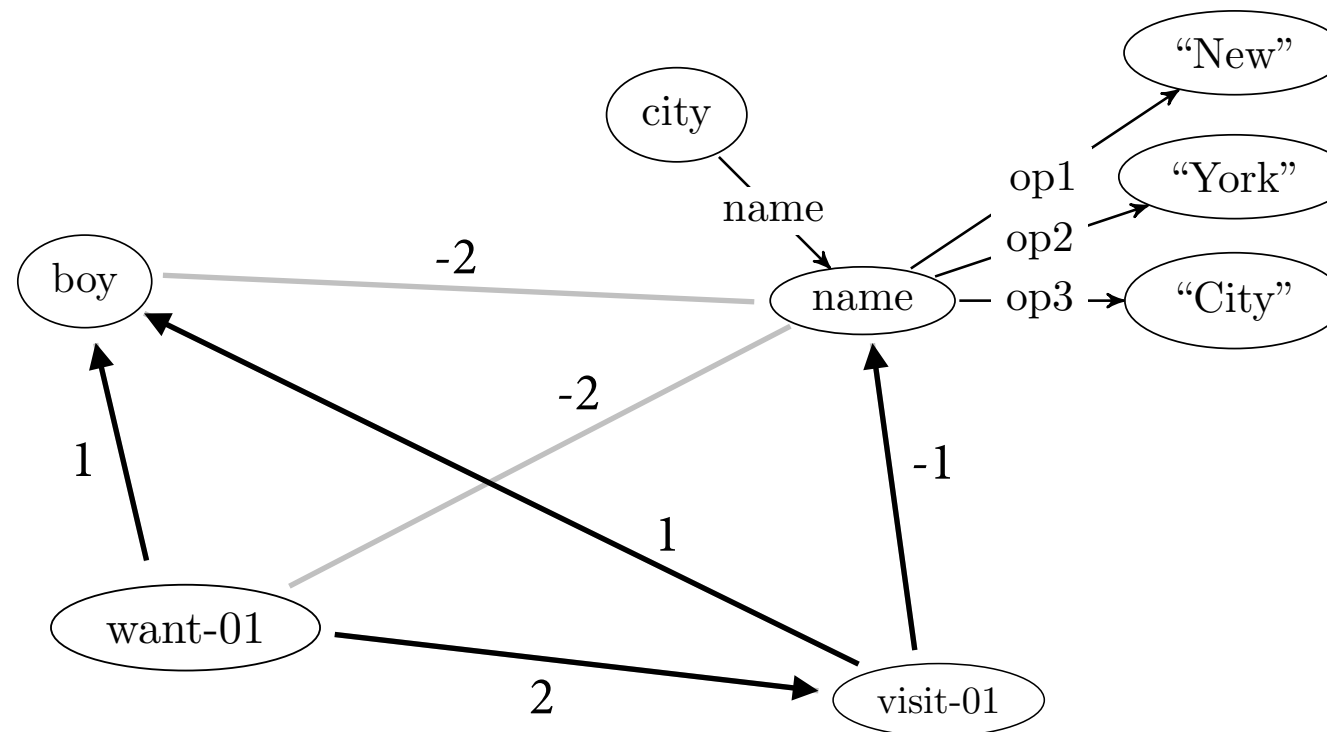 “New”
city
op1
“York”
name
op2
-2
boy
name
op3
“City”
-2
1
-1
1
want-01
2
visit-01